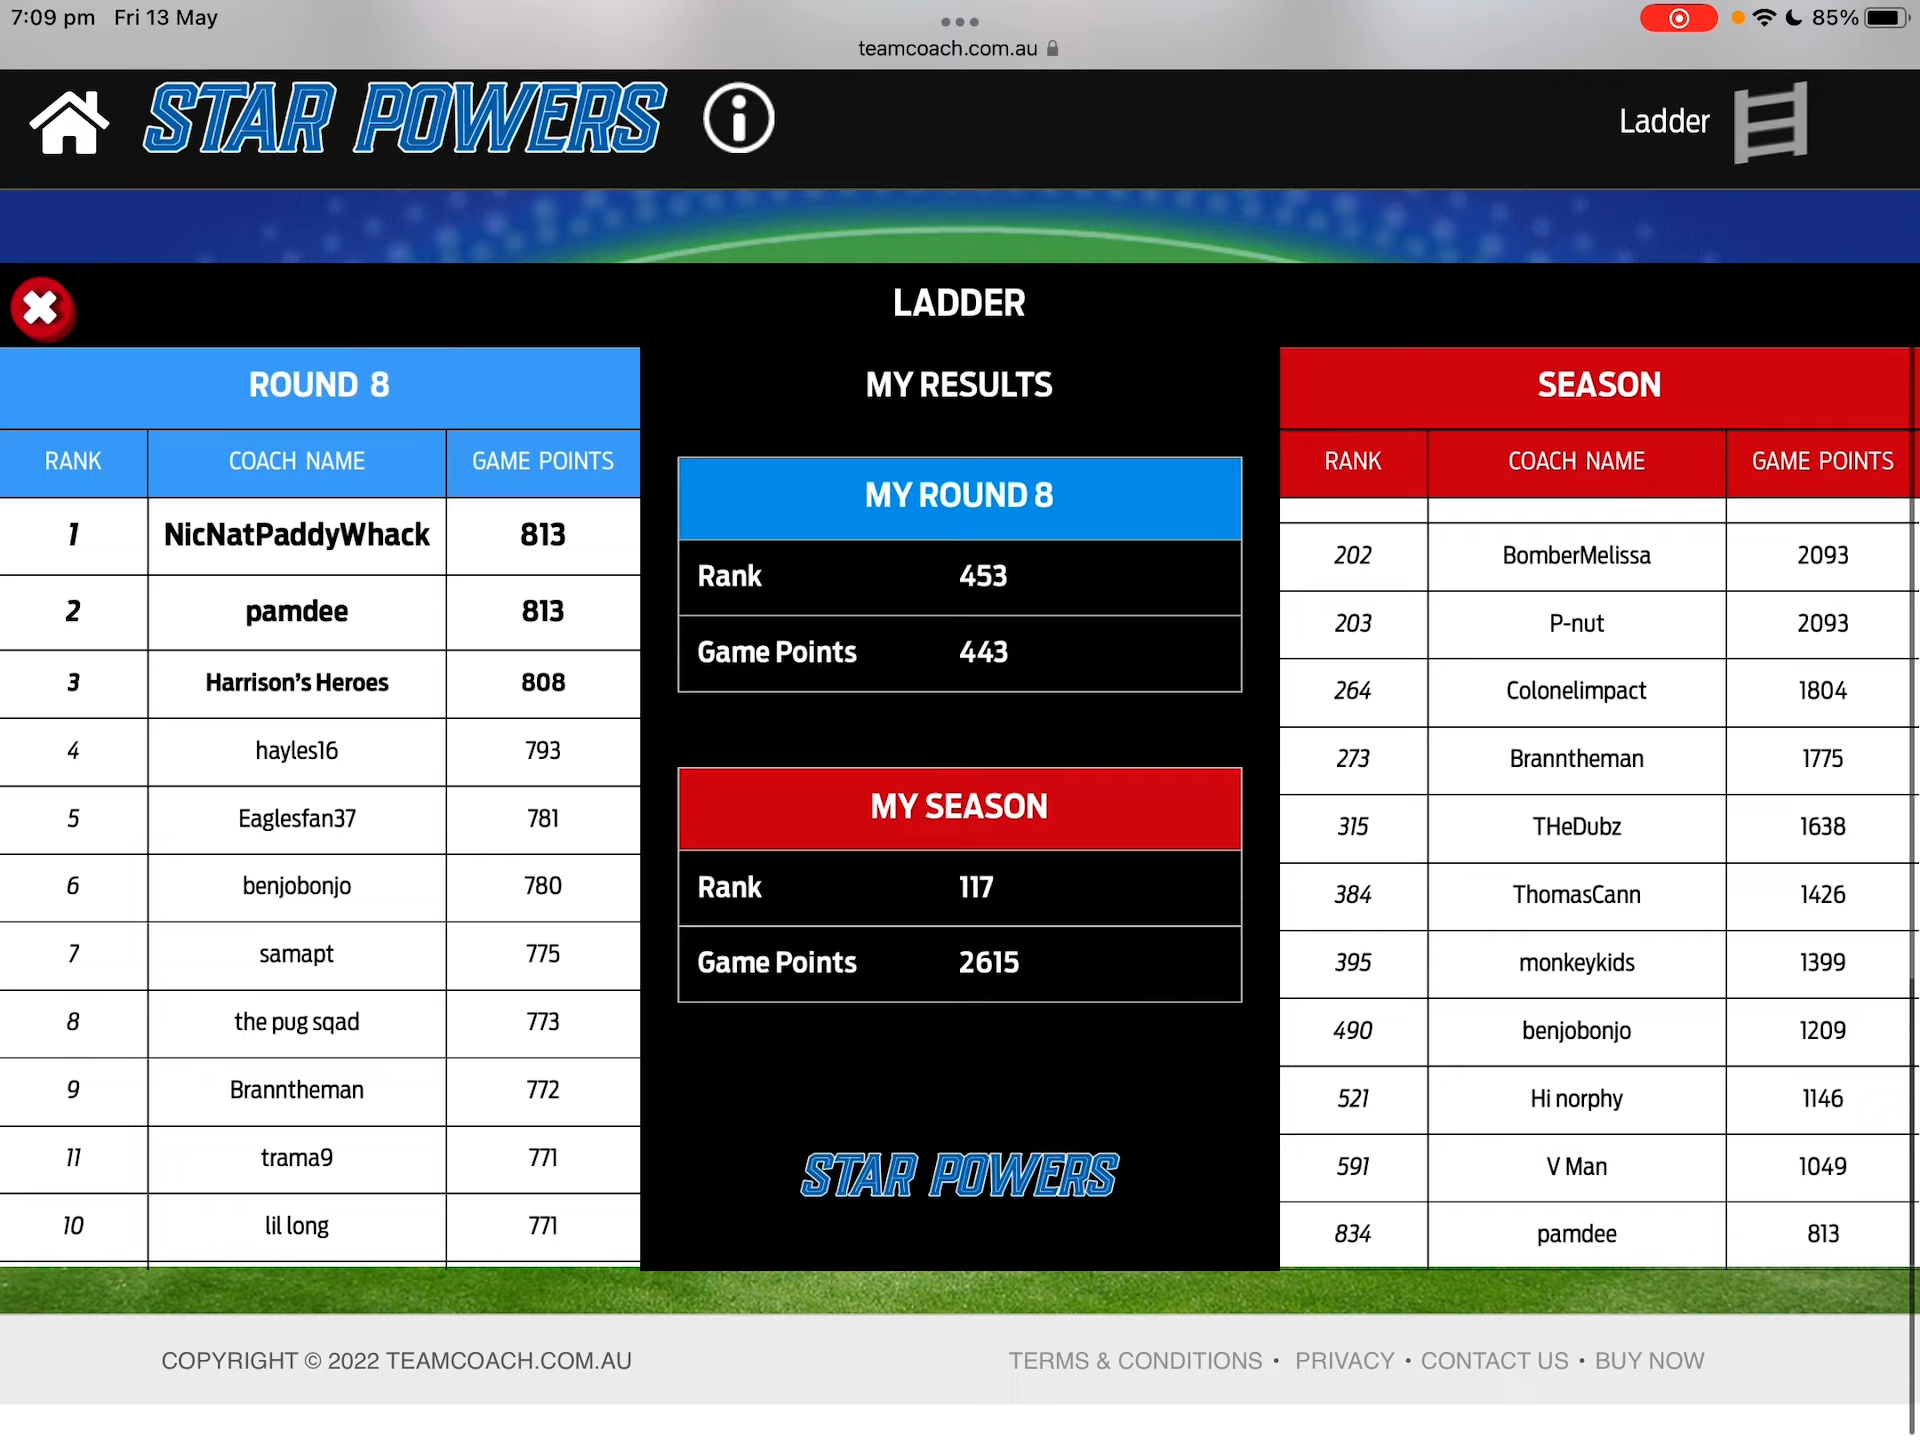 7:09 pm Fri 13 May
85%
teamcoach.com.au
STAR POWERS
Ladder
LADDER
ROUND 8
RANK COACH NAME GAME POINTS
1 NicNatPaddyWhack 813
2 pamdee 813
3 Harrison's Heroes 808
4 hayles16 793
5 Eaglesfan37 781
6 benjobonjo 780
7 samapt 775
8 the pug sqad 773
9 Branntheman 772
11 trama9 771
10 lil long 771
MY RESULTS
MY ROUND 8
Rank 453
Game Points 443
MY SEASON
Rank 117
Game Points 2615
STAR POWERS
SEASON
RANK COACH NAME GAME POINTS
202 BomberMelissa 2093
203 P-nut 2093
264 Colonelimpact 1804
273 Branntheman 1775
315 THeDubz 1638
384 ThomasCann 1426
395 monkeykids 1399
490 benjobonjo 1209
521 Hi norphy 1146
591 V Man 1049
834 pamdee 813
COPYRIGHT © 2022 TEAMCOACH.COM.AU
TERMS & CONDITIONS • PRIVACY • CONTACT US • BUY NOW